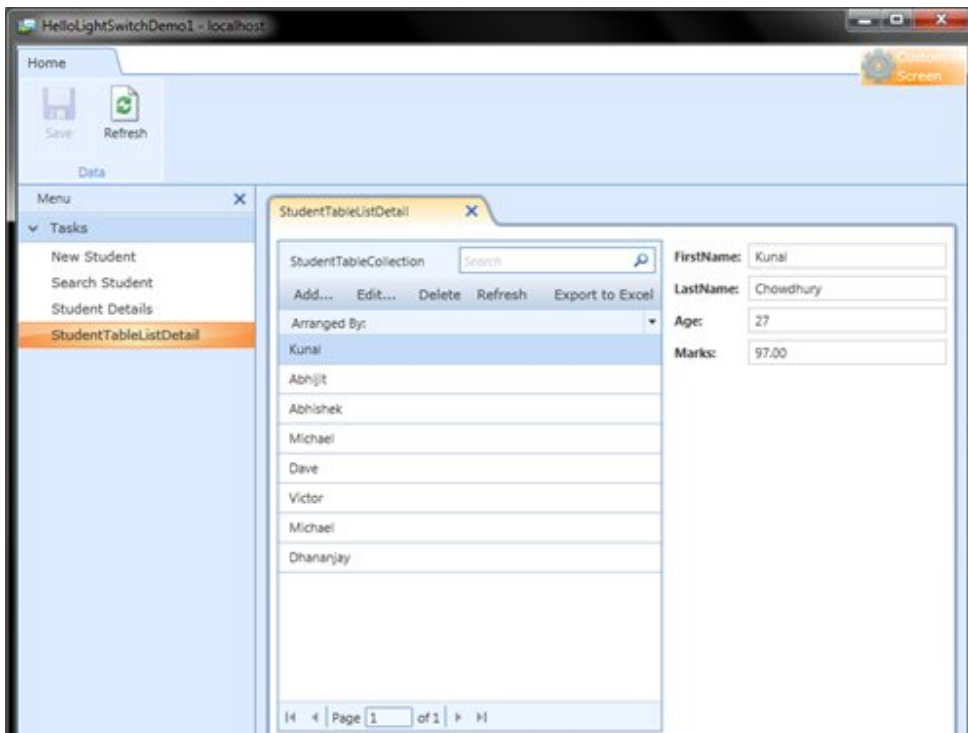 HelloLightSwitchDemo1 - localhost
Home
Custom
Screen
Save
Refresh
Data
Menu
Tasks
New Student
Search Student
Student Details
StudentTableListDetail
StudentTableListDetail
StudentTableCollection Search
Add... Edit... Delete Refresh Export to Excel
Arranged By:
Kunal
Abhijit
Abhishek
Michael
Dave
Victor
Michael
Dhananjay
Page 1 of 1
FirstName: Kunal
LastName: Chowdhury
Age: 27
Marks: 97.00